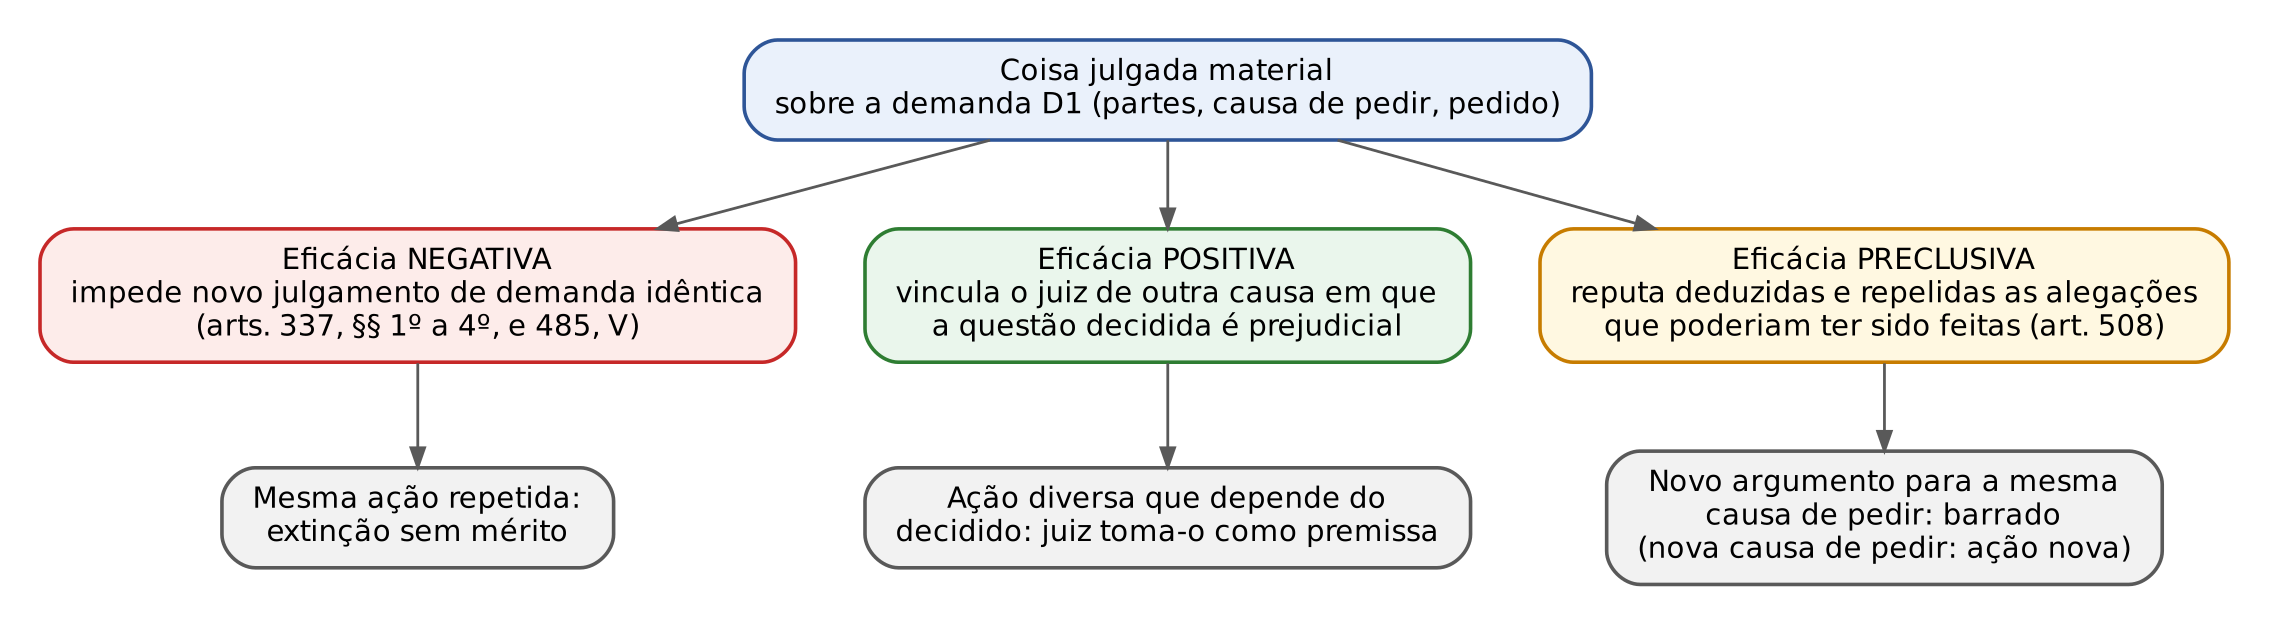 Coisa julgada material
sobre a demanda D1 (partes, causa de pedir, pedido)
Eficácia NEGATIVA
impede novo julgamento de demanda idêntica
(arts. 337, §§ 1º a 4º, e 485, V)
Eficácia POSITIVA
vincula o juiz de outra causa em que
a questão decidida é prejudicial
Eficácia PRECLUSIVA
reputa deduzidas e repelidas as alegações
que poderiam ter sido feitas (art. 508)
Mesma ação repetida:
extinção sem mérito
Ação diversa que depende do
decidido: juiz toma-o como premissa
Novo argumento para a mesma
causa de pedir: barrado
(nova causa de pedir: ação nova)